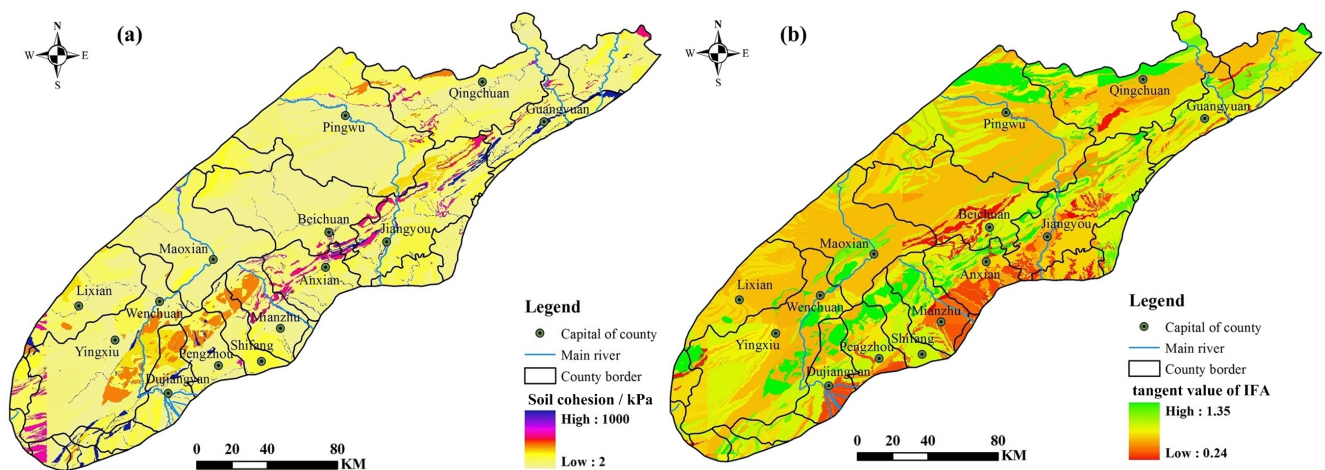 (a)
N
W E
S
Qingchuan
Guangyuan
Pingwu
Beichuan
Jiangyou
Maoxian
Anxian
Lixian
Wenchuan
Mianzhu
Yingxiu
Shifang
Pengzhou
Dujiangyan
Legend
Capital of county
Main river
County border
Soil cohesion / kPa
High : 1000
Low : 2
0 20 40 80
KM
(b)
N
W E
S
Qingchuan
Guangyuan
Pingwu
Beichuan
Jiangyou
Maoxian
Anxian
Lixian
Wenchuan
Mianzhu
Yingxiu
Shifang
Pengzhou
Dujiangyan
Legend
Capital of county
Main river
County border
tangent value of IFA
High : 1.35
Low : 0.24
0 20 40 80
KM